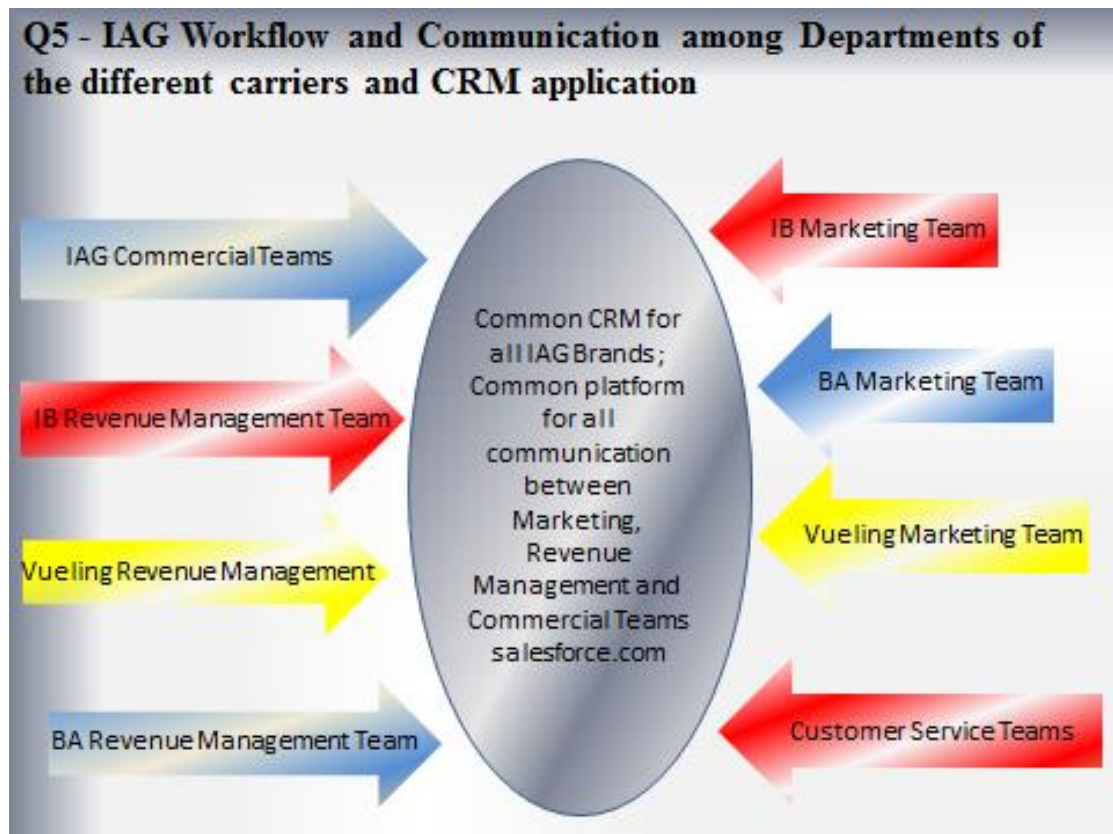 Q5 - IAG Workflow and Communication among Departments of
the different carriers and CRM application
IAG Commercial Teams
IB Revenue Management Team
Vueling Revenue Management
BA Revenue Management Team
Common CRM for
all IAG Brands;
Common platform
for all
communication
between
Marketing,
Revenue
Management and
Commercial Teams
salesforce.com
IB Marketing Team
BA Marketing Team
Vueling Marketing Team
Customer Service Teams